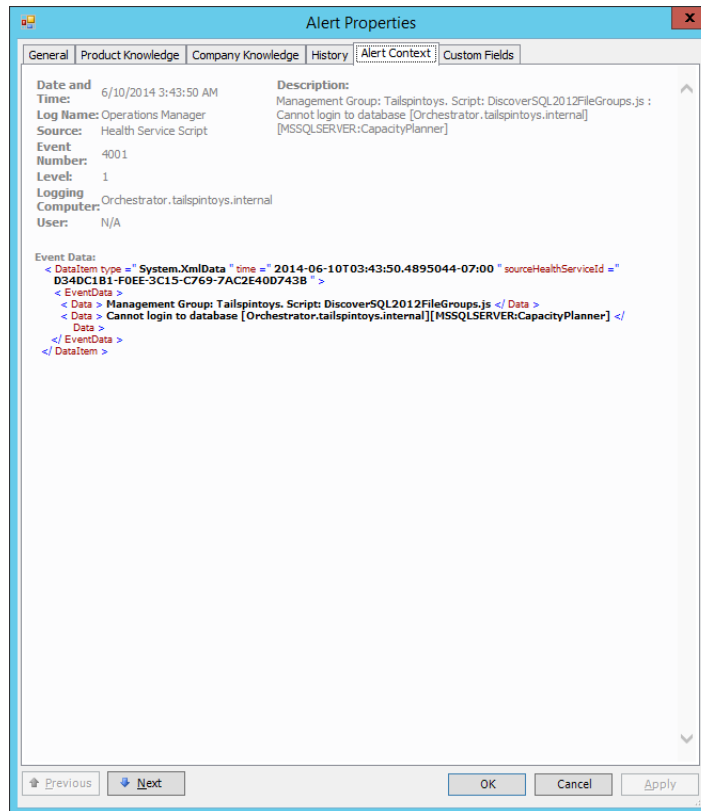 Alert Properties
x
General Product Knowledge Company Knowledge History Alert Context Custom Fields
Date and Time: 6/10/2014 3:43:50 AM
Log Name: Operations Manager
Source: Health Service Script
Event Number: 4001
Level: 1
Logging Computer: Orchestrator.tailspintoys.internal
User: N/A
Description:
Management Group: Tailspintoys. Script: DiscoverSQL2012FileGroups.js :
Cannot login to database [Orchestrator.tailspintoys.internal]
[MSSQLSERVER:CapacityPlanner]
Event Data:
< DataItem type =" System.XmlData " time =" 2014-06-10T03:43:50.4895044-07:00 " sourceHealthServiceId ="
D34DC1B1-F0EE-3C15-C769-7AC2E40D743B " >
< EventData >
< Data > Management Group: Tailspintoys. Script: DiscoverSQL2012FileGroups.js </ Data >
< Data > Cannot login to database [Orchestrator.tailspintoys.internal][MSSQLSERVER:CapacityPlanner] </
Data >
</ EventData >
</ DataItem >
Previous Next OK Cancel Apply